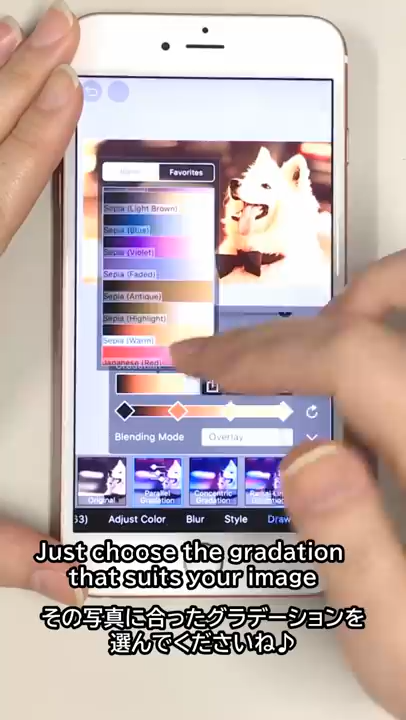 Favorites
Sepia (Light Brown)
Sepia (Blue)
Sepia (Violet)
Sepia (Faded)
Sepia (Antique)
Sepia (Highlight)
Sepia (Warm)
Japanese (Red)
Gradation
Blending Mode
Overlay
Original
Parallel
Gradation
Concentric
Gradation
Radial
Gradation
Adjust Color
Blur
Style
Draw
Just choose the gradation
that suits your image
その写真に合ったグラデーションを
選んでくださいね♪